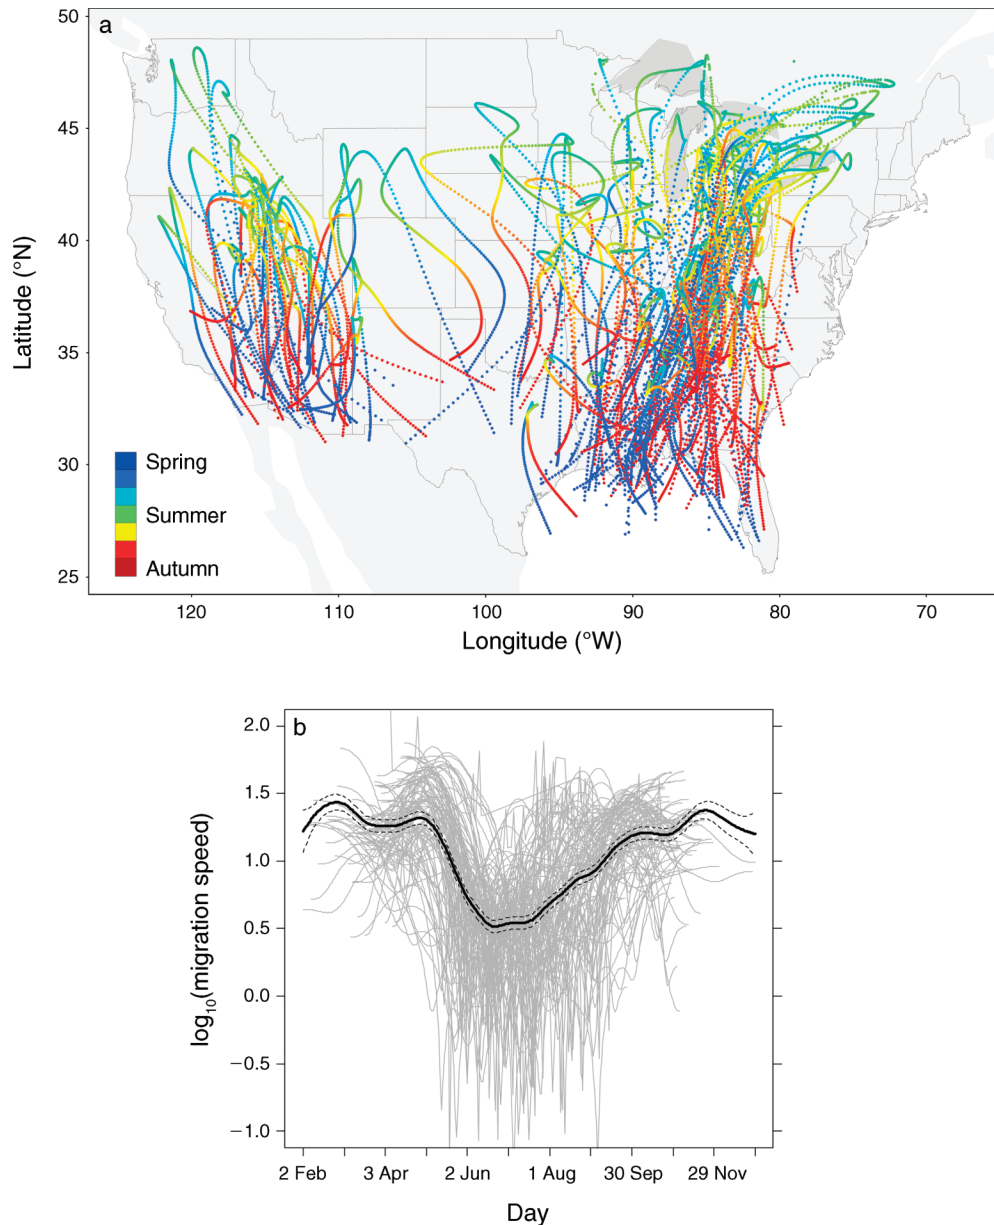 a
50
45
40
35
30
25
Latitude (°N)
Spring
Summer
Autumn
120 110 100 90 80 70
Longitude (°W)
b
2.0
1.5
1.0
0.5
0.0
−0.5
−1.0
log10(migration speed)
2 Feb 3 Apr 2 Jun 1 Aug 30 Sep 29 Nov
Day